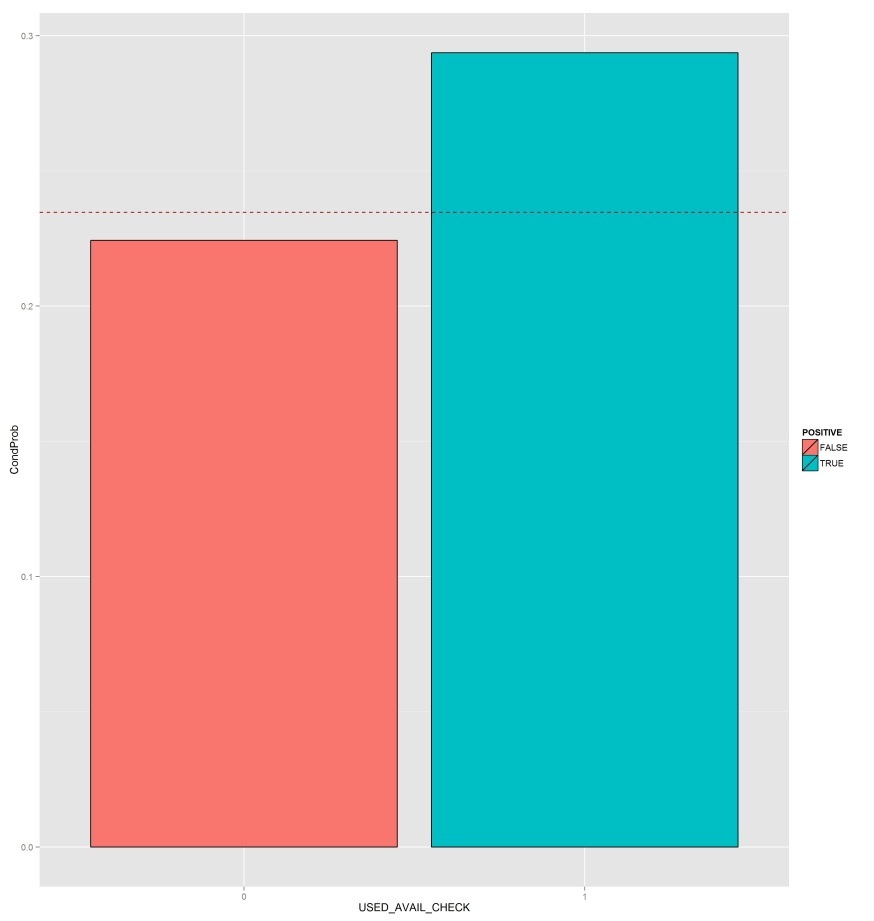 0.3
0.2
0.1
0.0
CondProb
0
1
USED_AVAIL_CHECK
POSITIVE
FALSE
TRUE